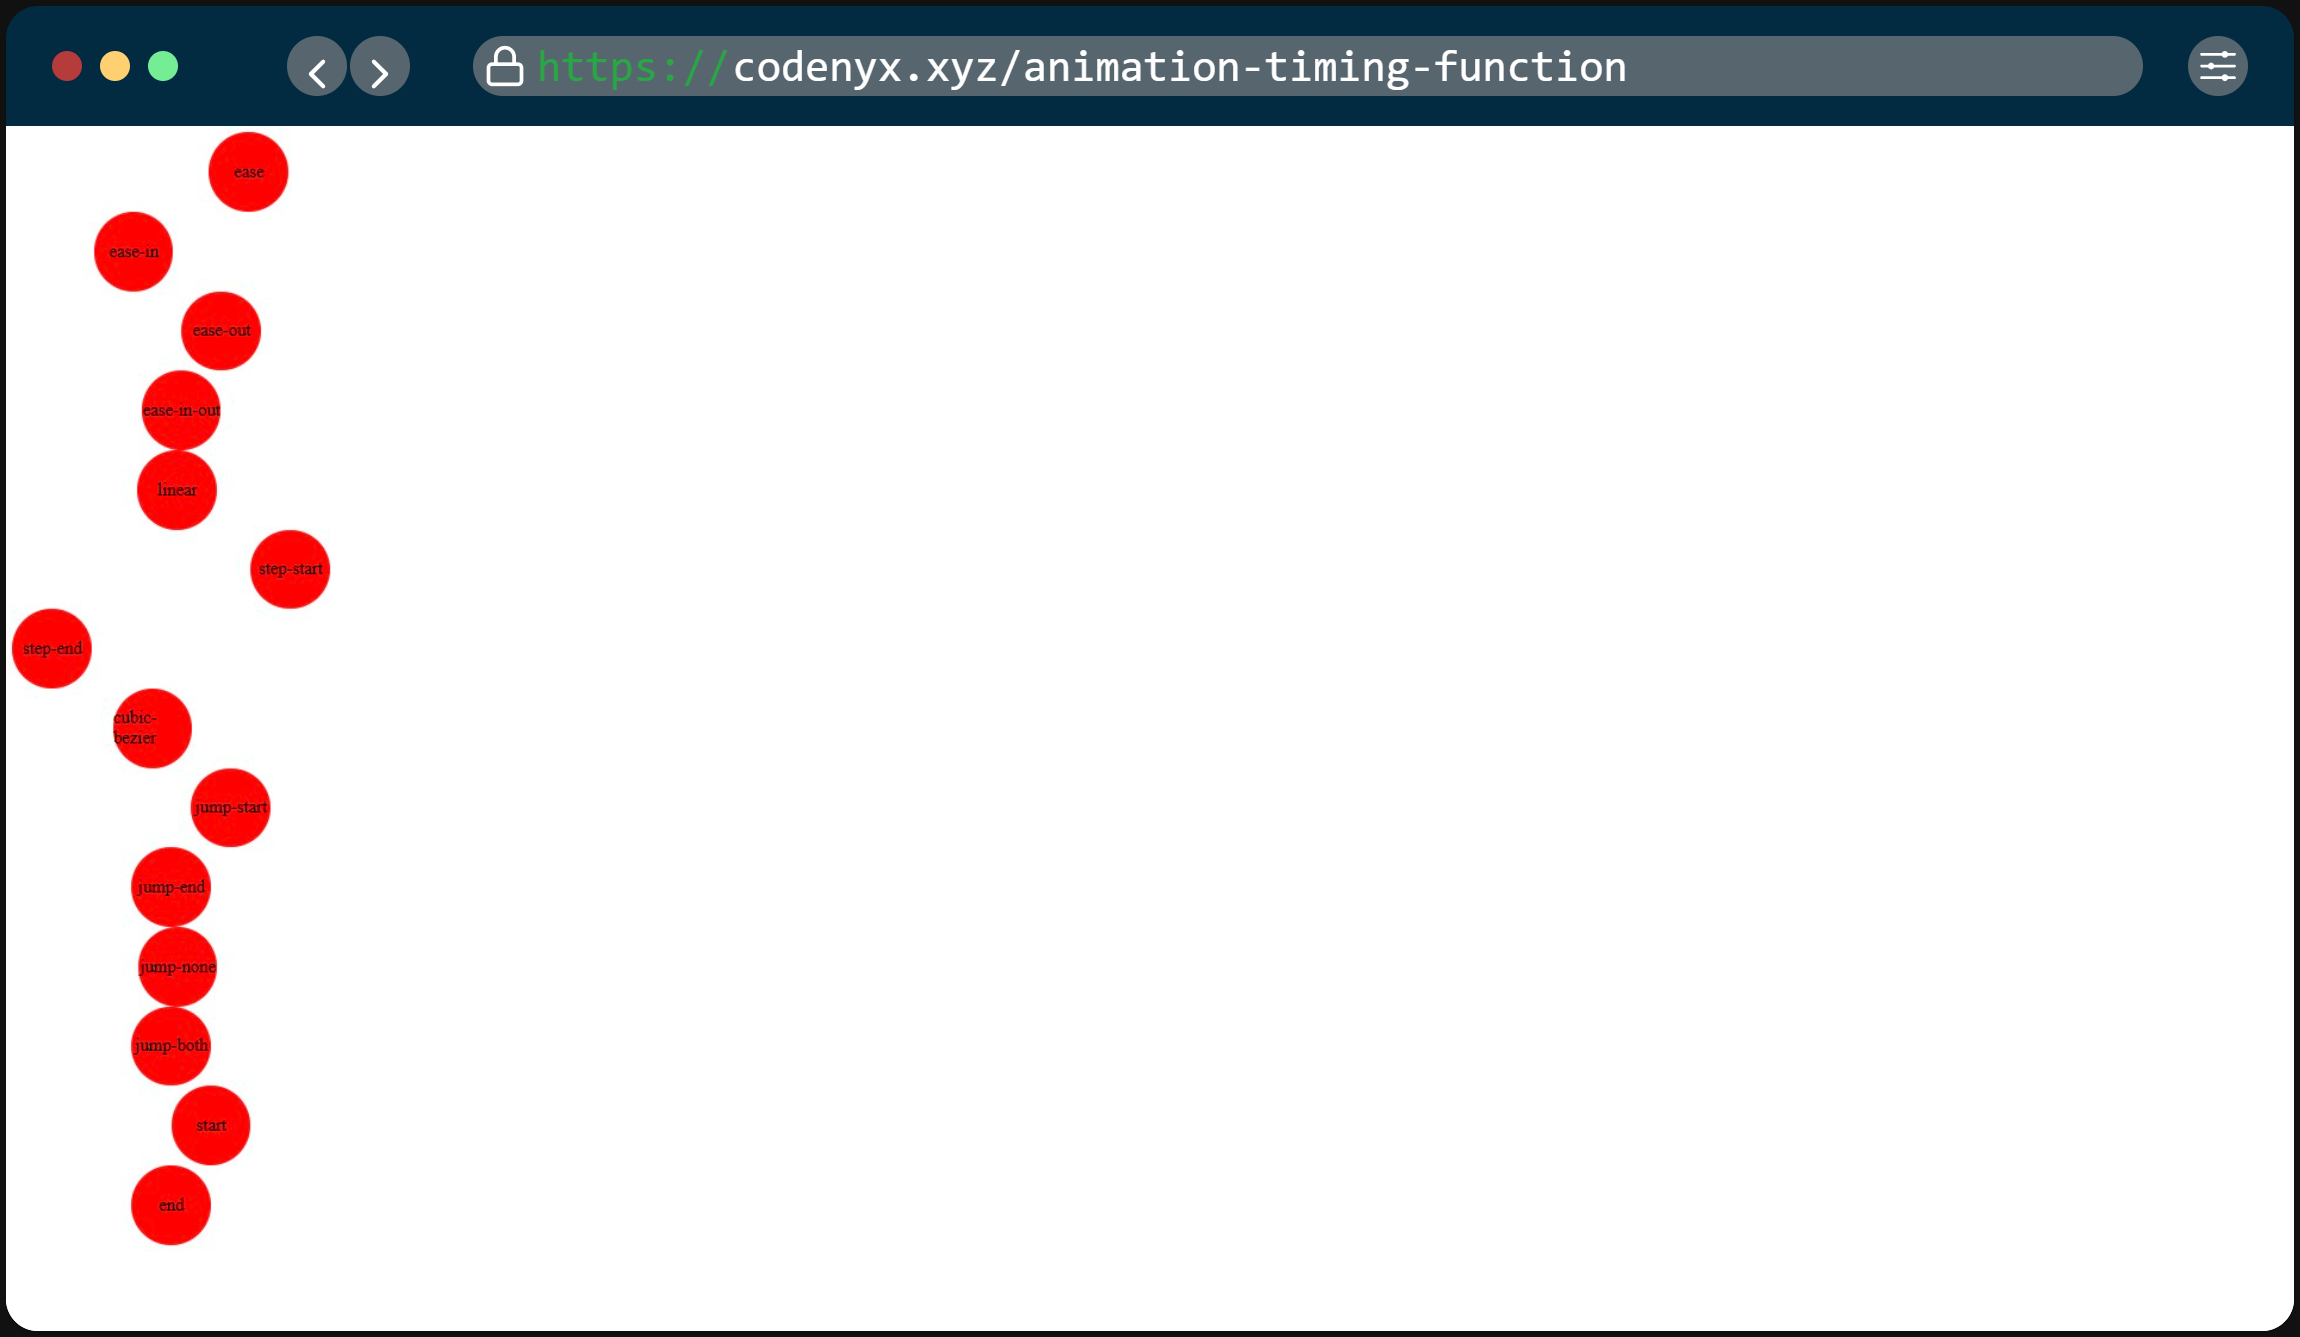 https://codenyx.xyz/animation-timing-function
ease
ease-in
ease-out
ease-in-out
linear
step-start
step-end
cubic-
bezier
jump-start
jump-end
jump-none
jump-both
start
end